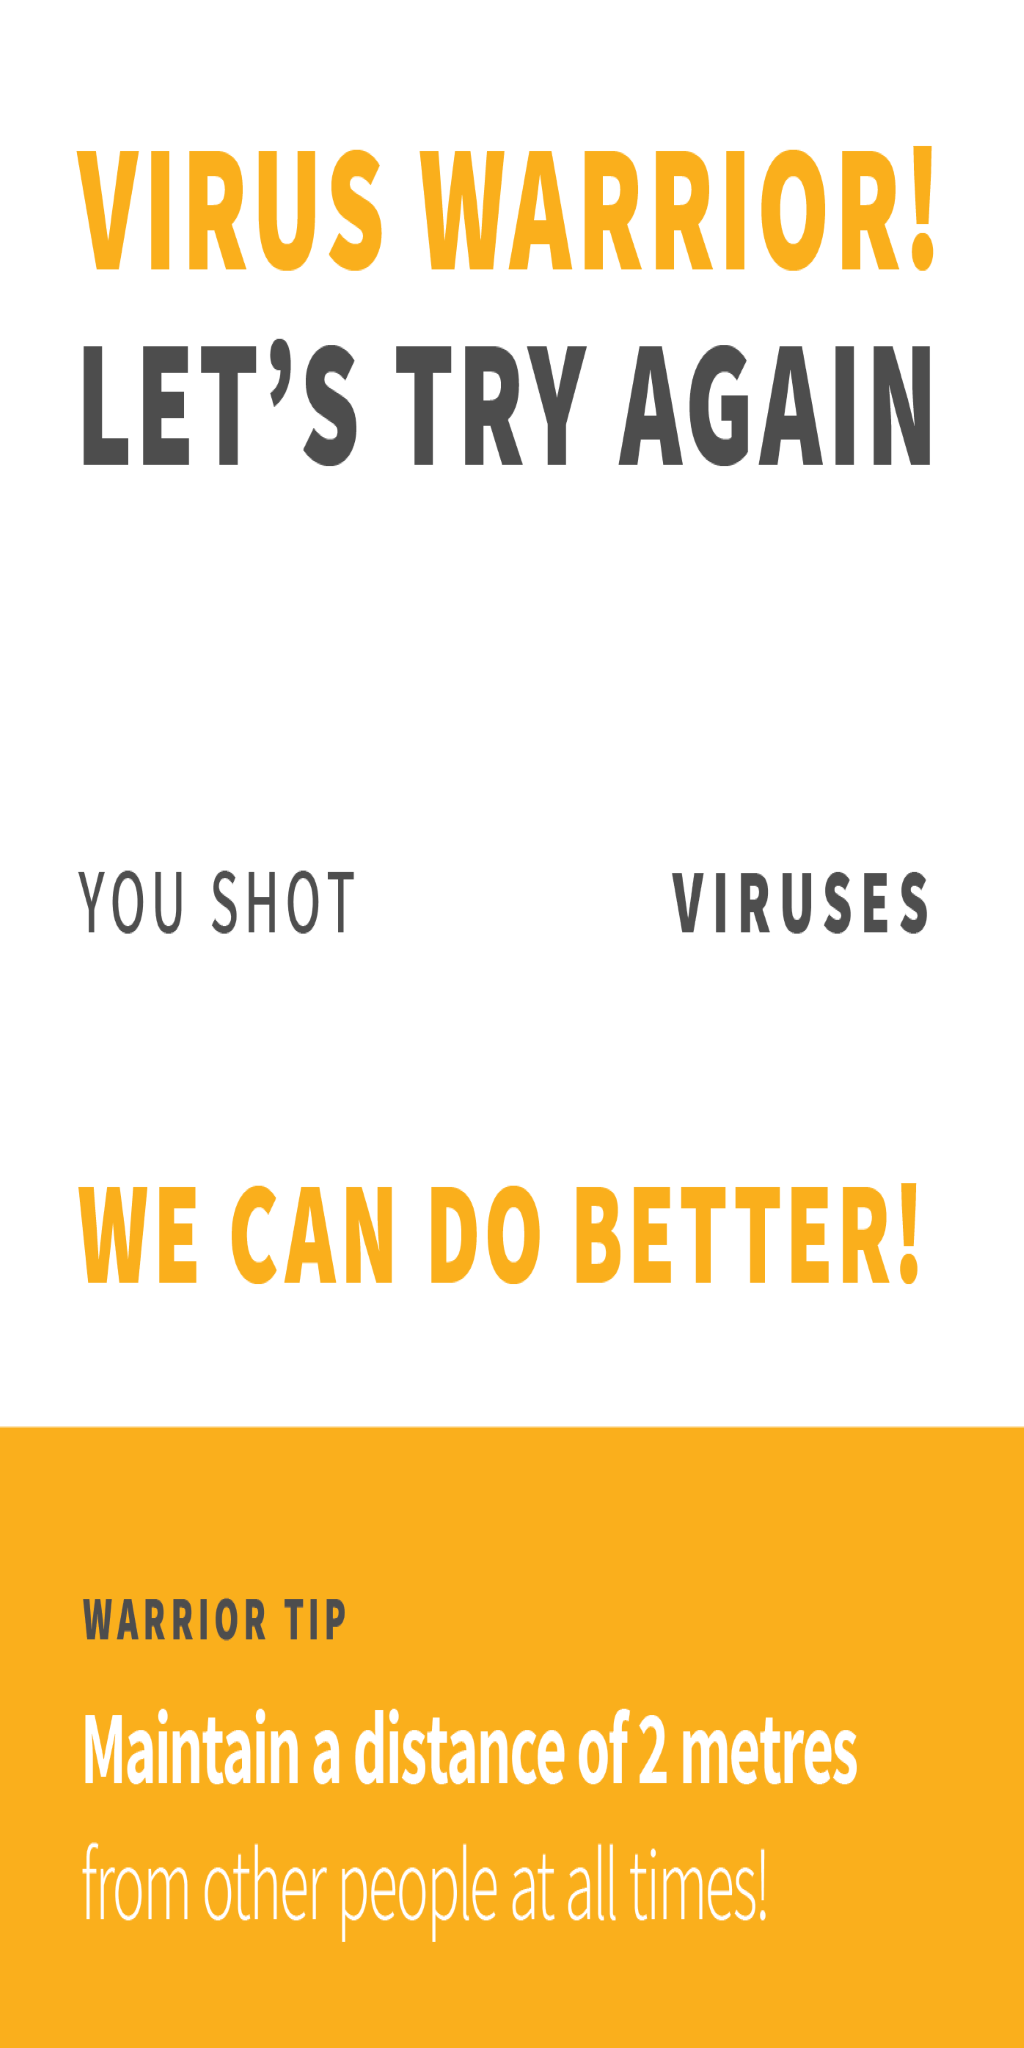 VIRUS WARRIOR!
LET’S TRY AGAIN
YOU SHOT VIRUSES
WE CAN DO BETTER!
WARRIOR TIP
Maintain a distance of 2 metres
from other people at all times!